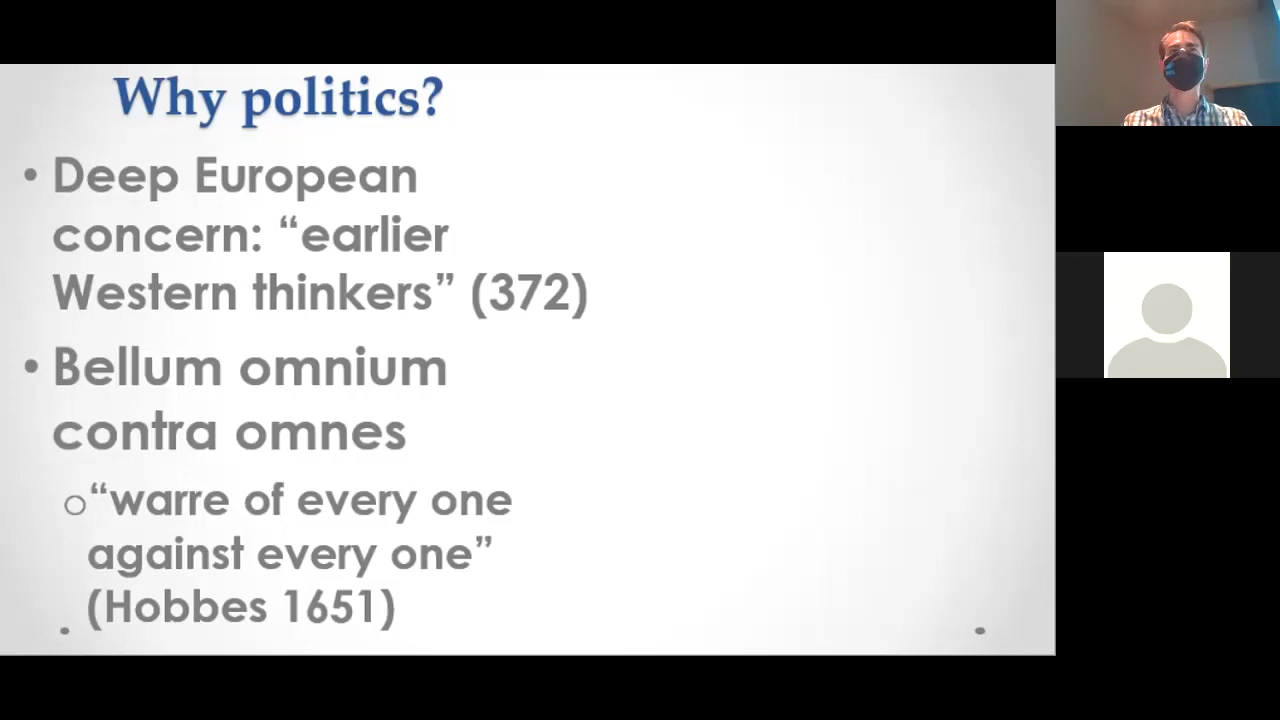 Why politics?
• Deep European
concern: “earlier
Western thinkers” (372)
• Bellum omnium
contra omnes
o“warre of every one
against every one”
(Hobbes 1651)